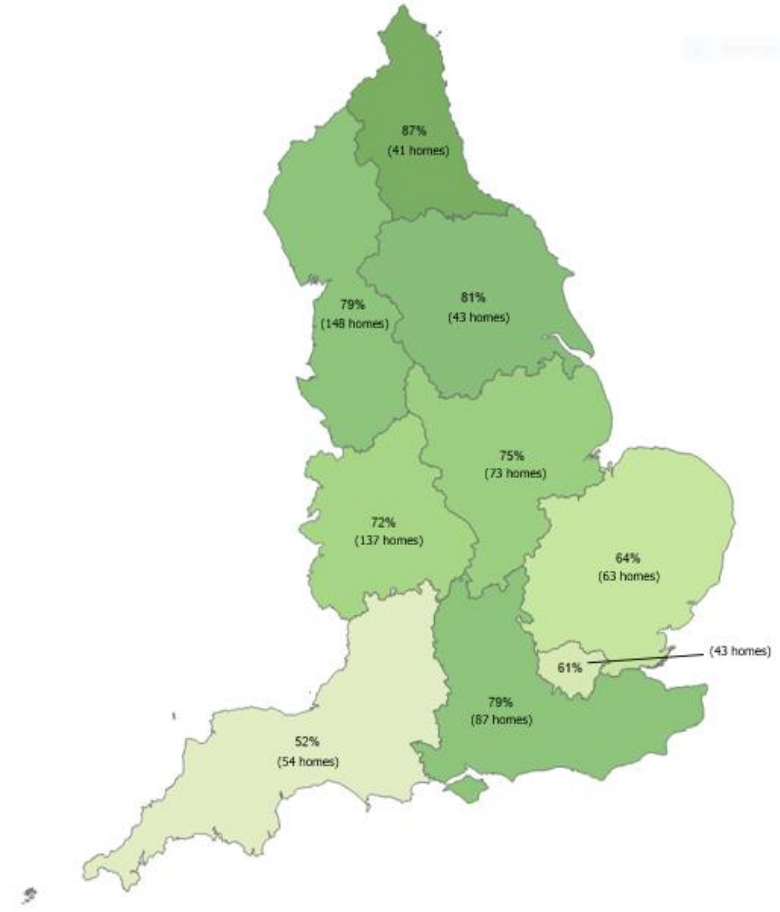 87%
(41 homes)
79%
(148 homes)
81%
(43 homes)
75%
(73 homes)
72%
(137 homes)
64%
(63 homes)
(43 homes)
61%
79%
(87 homes)
52%
(54 homes)